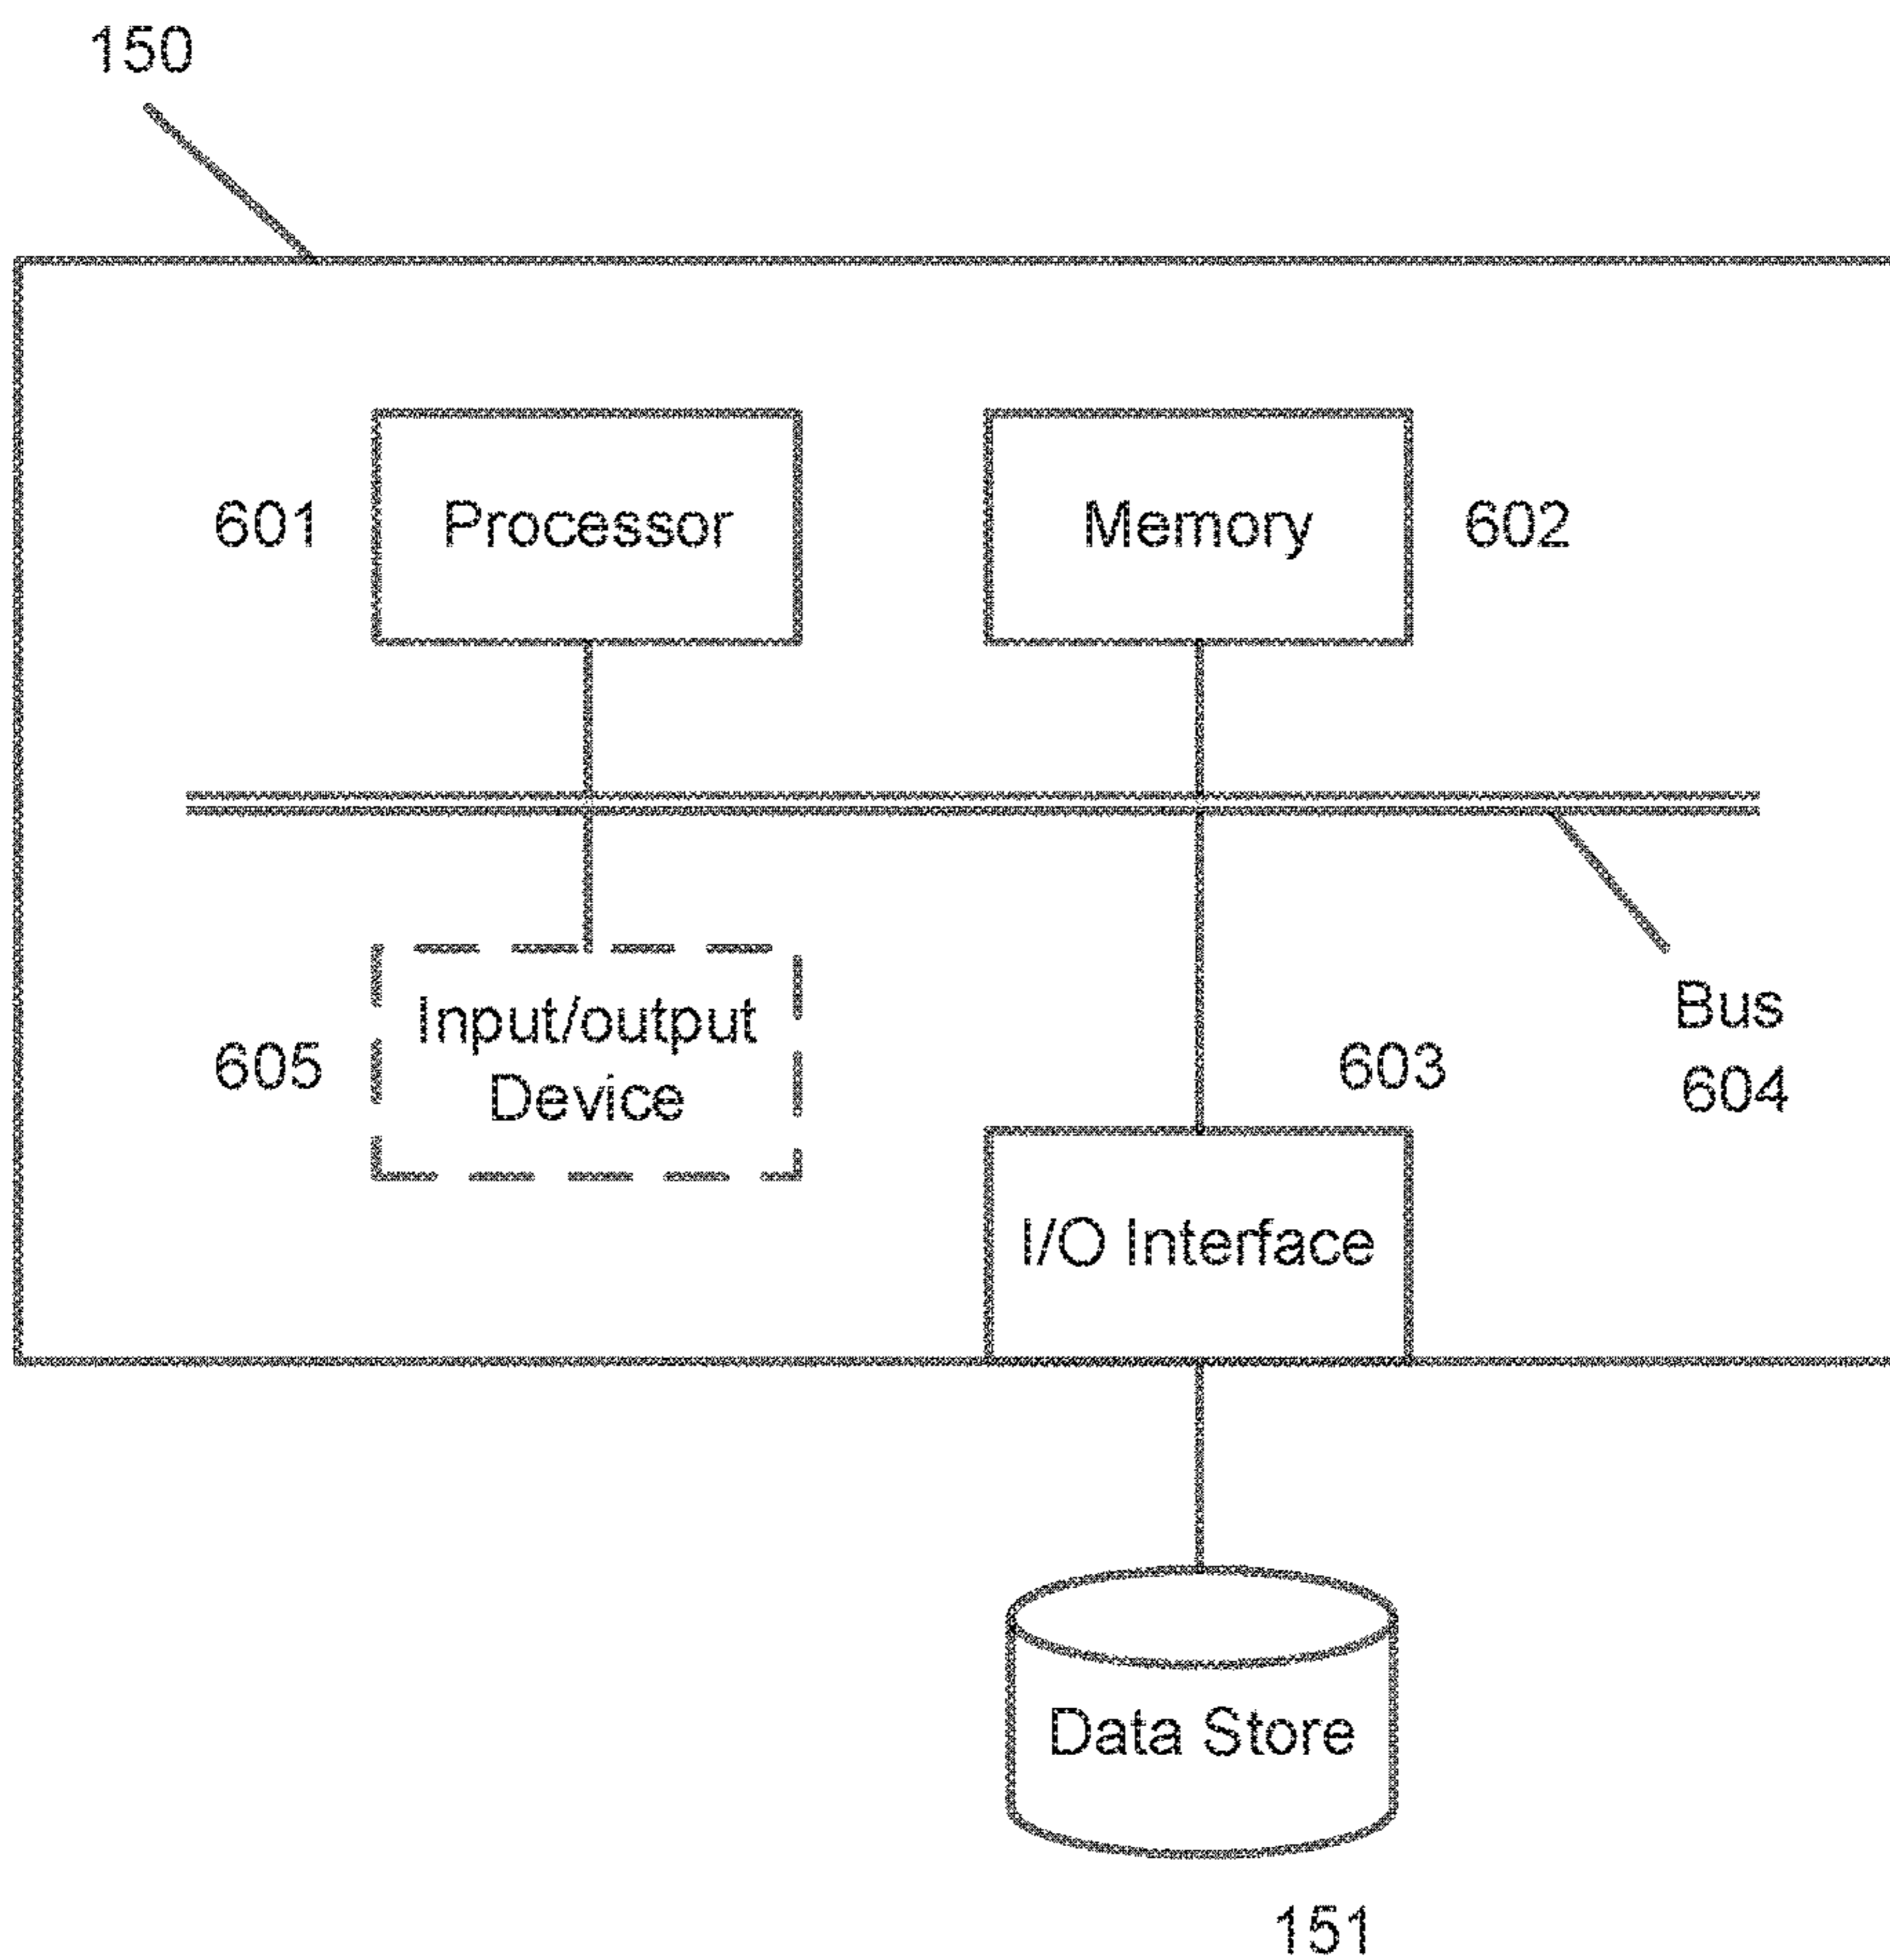 150
601
Processor
Memory
602
605
Input/output
Device
603
Bus
604
I/O Interface
Data Store
151